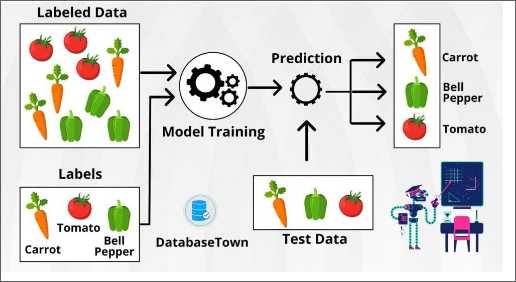 Labeled Data
Prediction
Carrot
Bell
Pepper
Tomato
Model Training
Labels
Tomato
Carrot
Bell
Pepper
DatabaseTown
Test Data